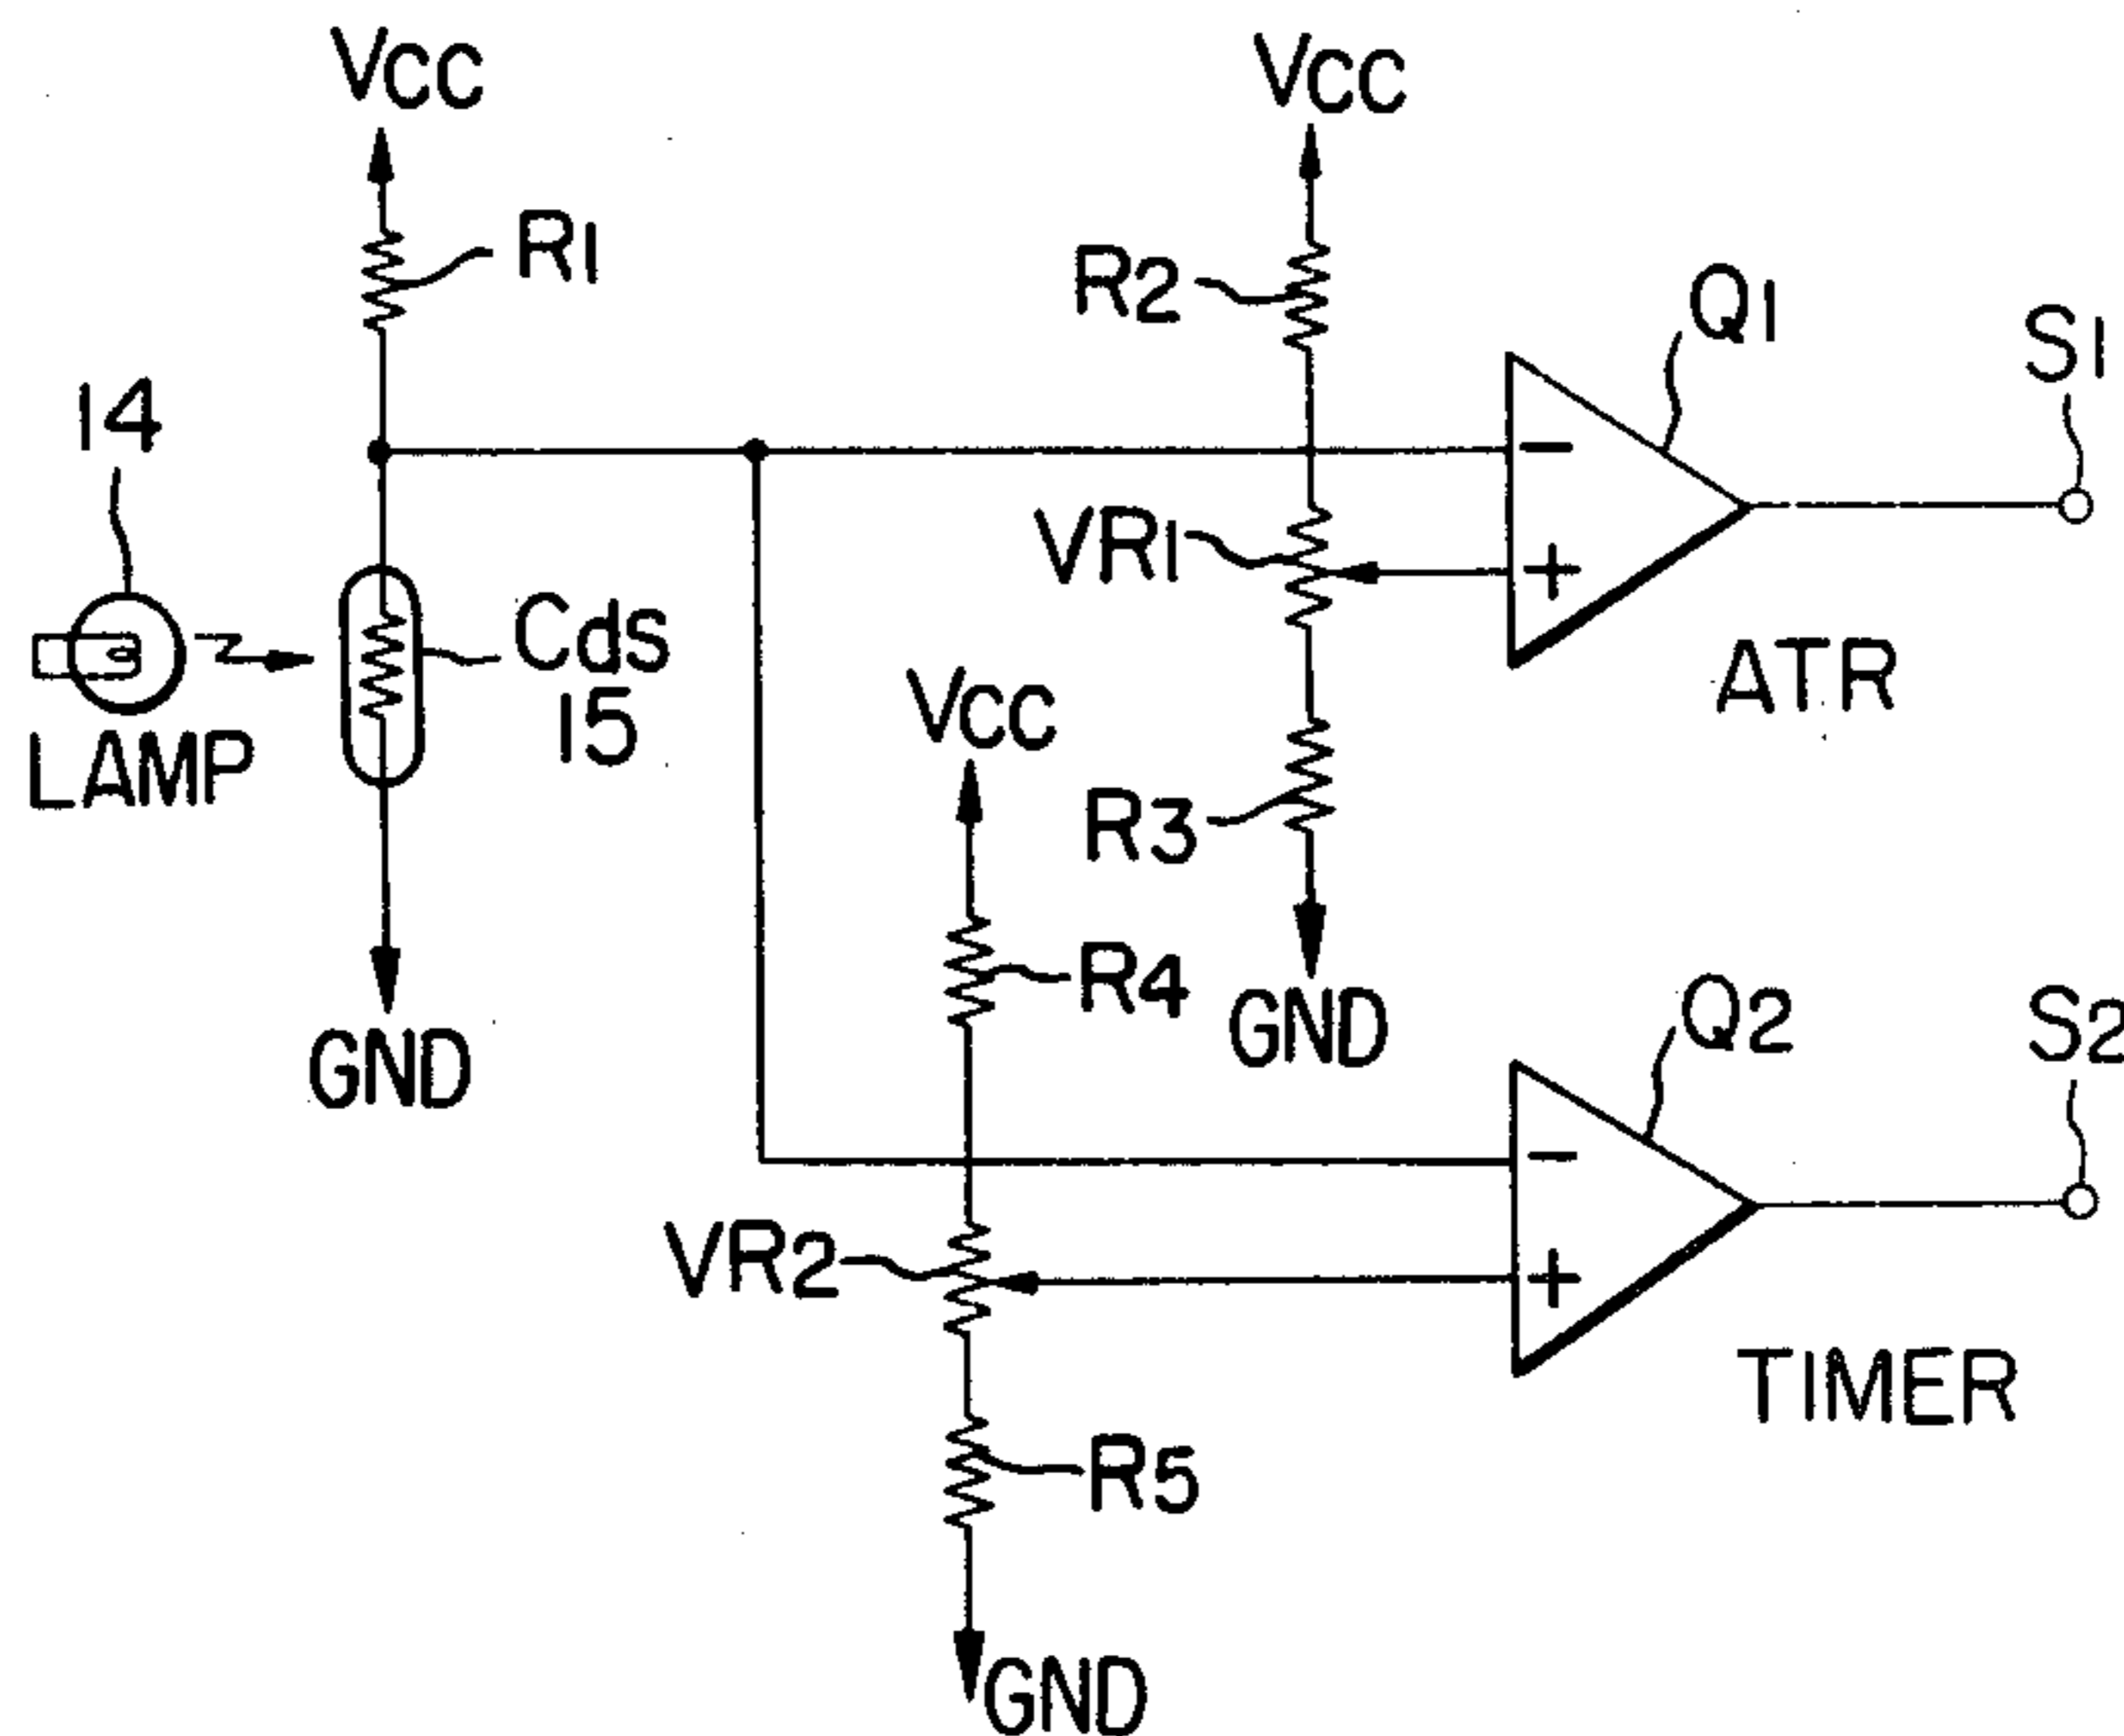 VCC
VCC
R1
R2
Q1
S1
14
VR1
Cds
15
ATR
LAMP
VCC
R3
R4
GND
Q2
S2
GND
VR2
TIMER
R5
GND